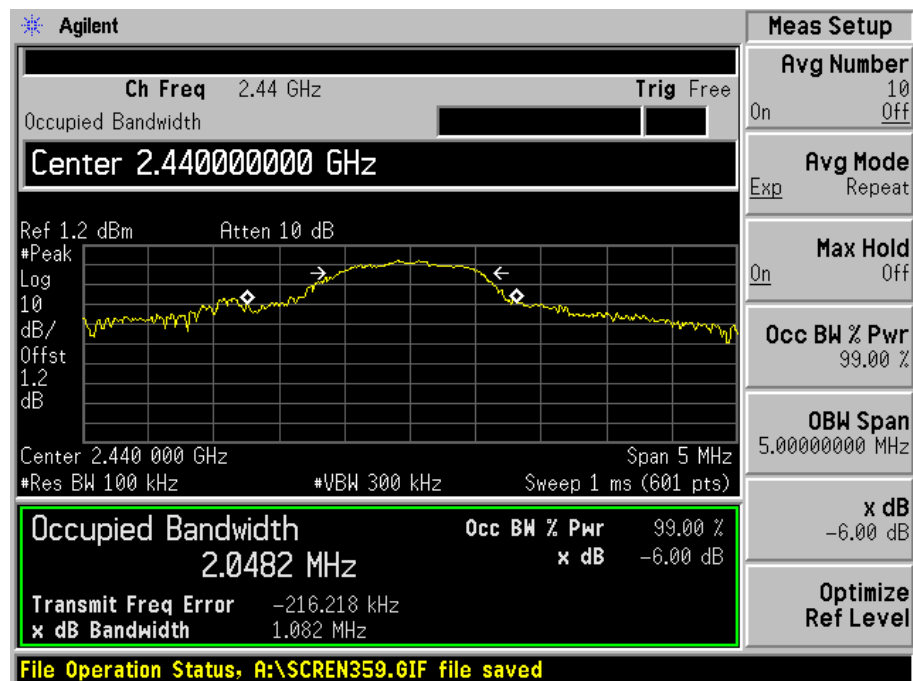 Agilent
Ch Freq 2.44 GHz Trig Free
Occupied Bandwidth
Center 2.440000000 GHz
Ref 1.2 dBm Atten 10 dB
#Peak
Log
10
dB/
Offst
1.2
dB
Center 2.440 000 GHz Span 5 MHz
#Res BW 100 kHz #VBW 300 kHz Sweep 1 ms (601 pts)
Occupied Bandwidth Occ BW % Pwr 99.00 %
2.0482 MHz x dB -6.00 dB
Transmit Freq Error -216.218 kHz
x dB Bandwidth 1.082 MHz
File Operation Status, A:\SCREN359.GIF file saved
Meas Setup
Avg Number
10
On Off
Avg Mode
Exp Repeat
Max Hold
On Off
Occ BW % Pwr
99.00 %
OBW Span
5.00000000 MHz
x dB
-6.00 dB
Optimize
Ref Level